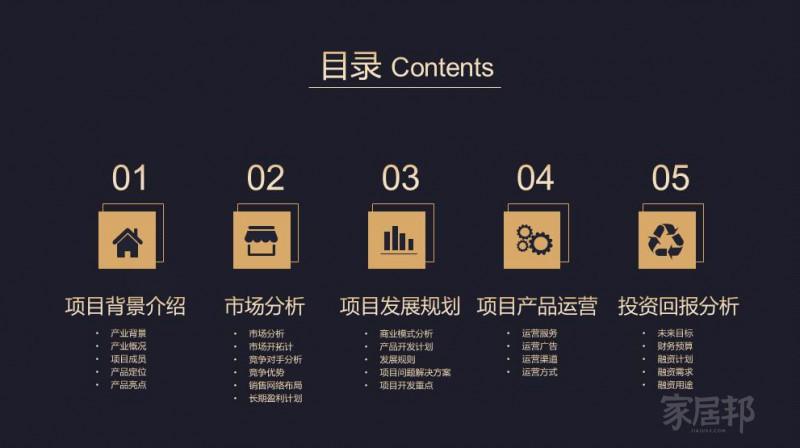 目录 Contents
01
02
03
04
05
项目背景介绍
市场分析
项目发展规划
项目产品运营
投资回报分析
• 产业背景
• 产业概况
• 项目成员
• 产品定位
• 产品亮点
• 市场分析
• 市场开拓计
• 竞争对手分析
• 竞争优势
• 销售网络布局
• 长期盈利计划
• 商业模式分析
• 产品开发计划
• 发展规则
• 项目问题解决方案
• 项目开发重点
• 运营服务
• 运营广告
• 运营渠道
• 运营方式
• 未来目标
• 财务预算
• 融资计划
• 融资需求
• 融资用途
家居邦